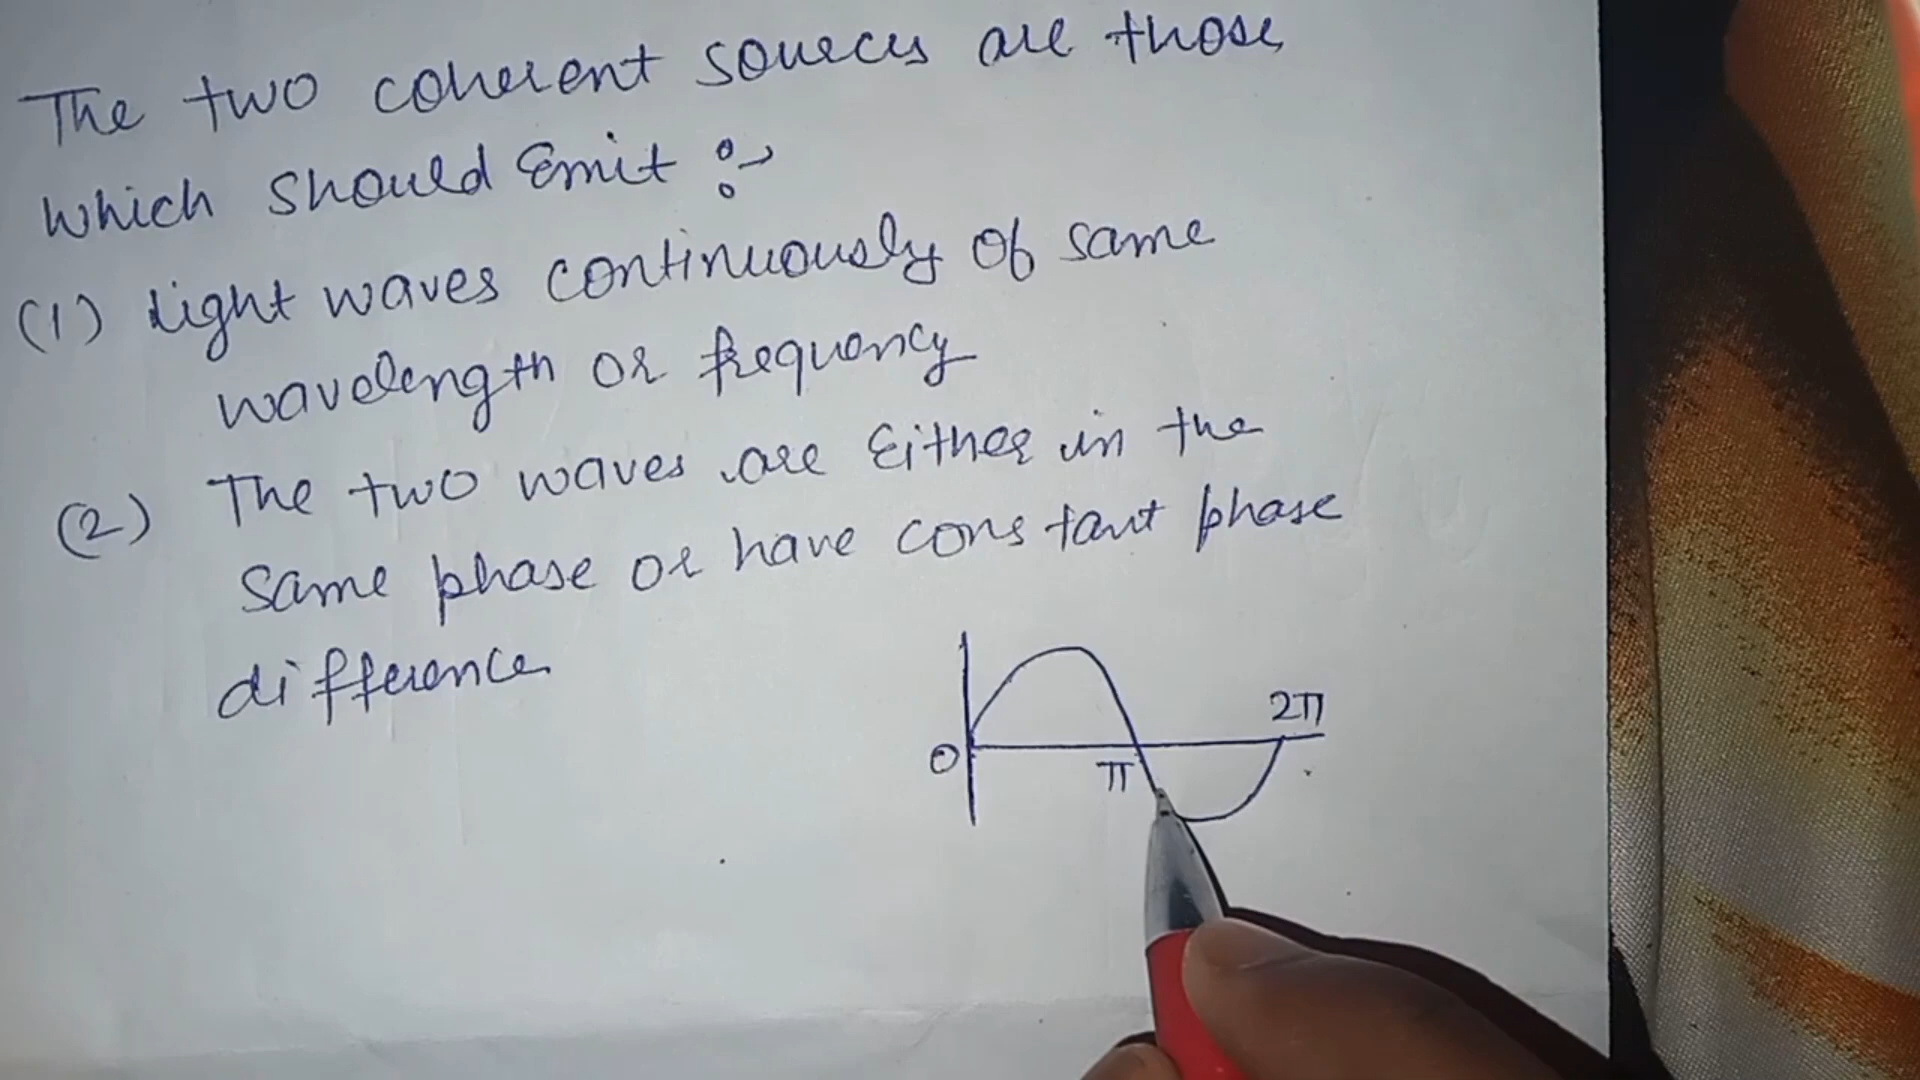 The two coherent sources are those
which should Emit :-
(1) Light waves continuously of same
wavelength or frequency
(2) The two waves are Either in the
same phase or have constant phase
difference
2π
0
π